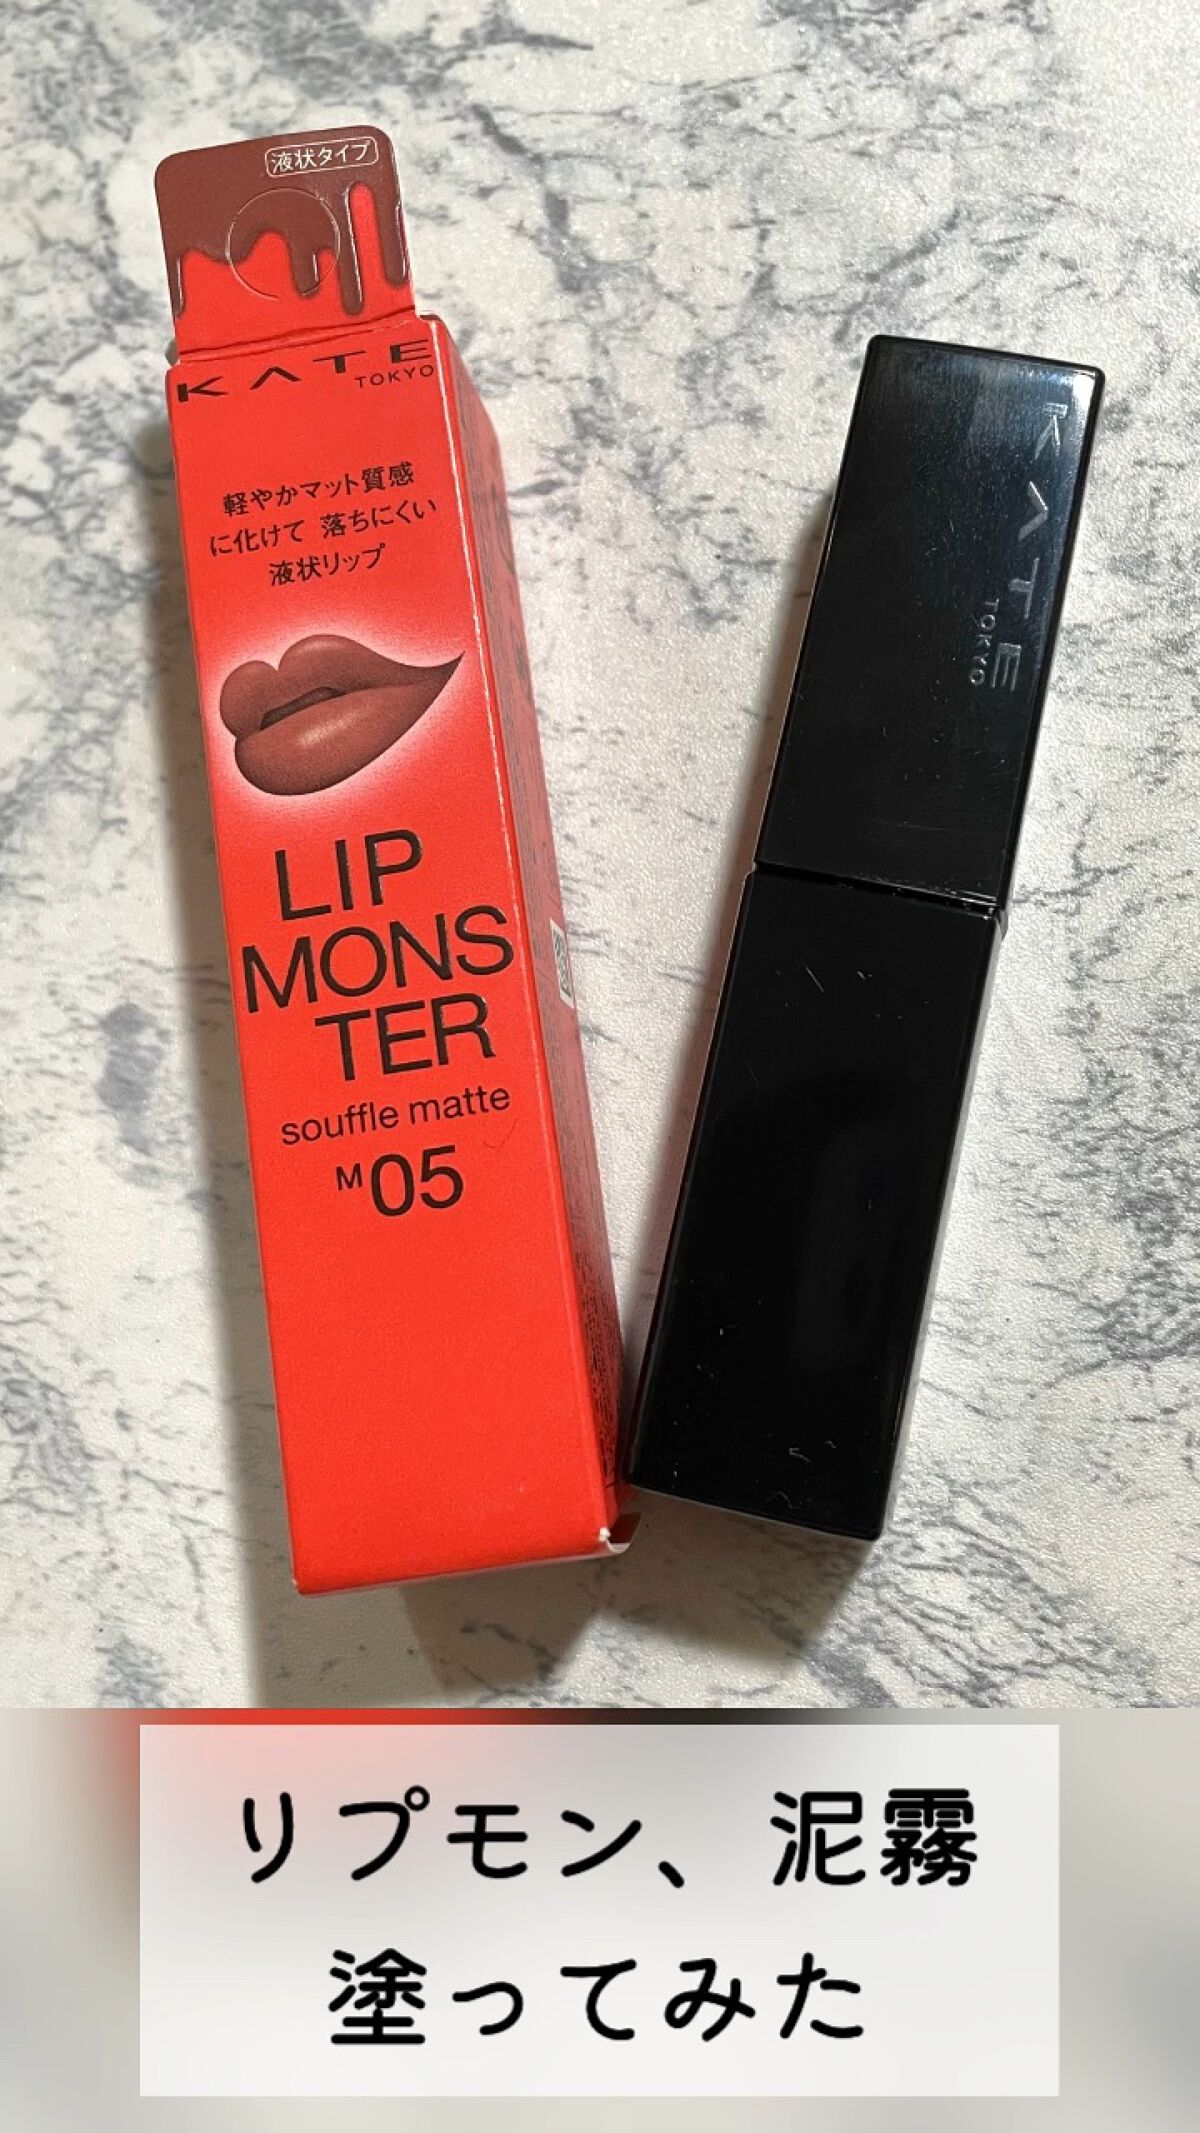 液状タイプ
KATE
TOKYO
軽やかマット質感
に化けて 落ちにくい
液状リップ
LIP
MONS
TER
souffle matte
M05
KATE
TOKYO
リプモン、泥霧
塗ってみた